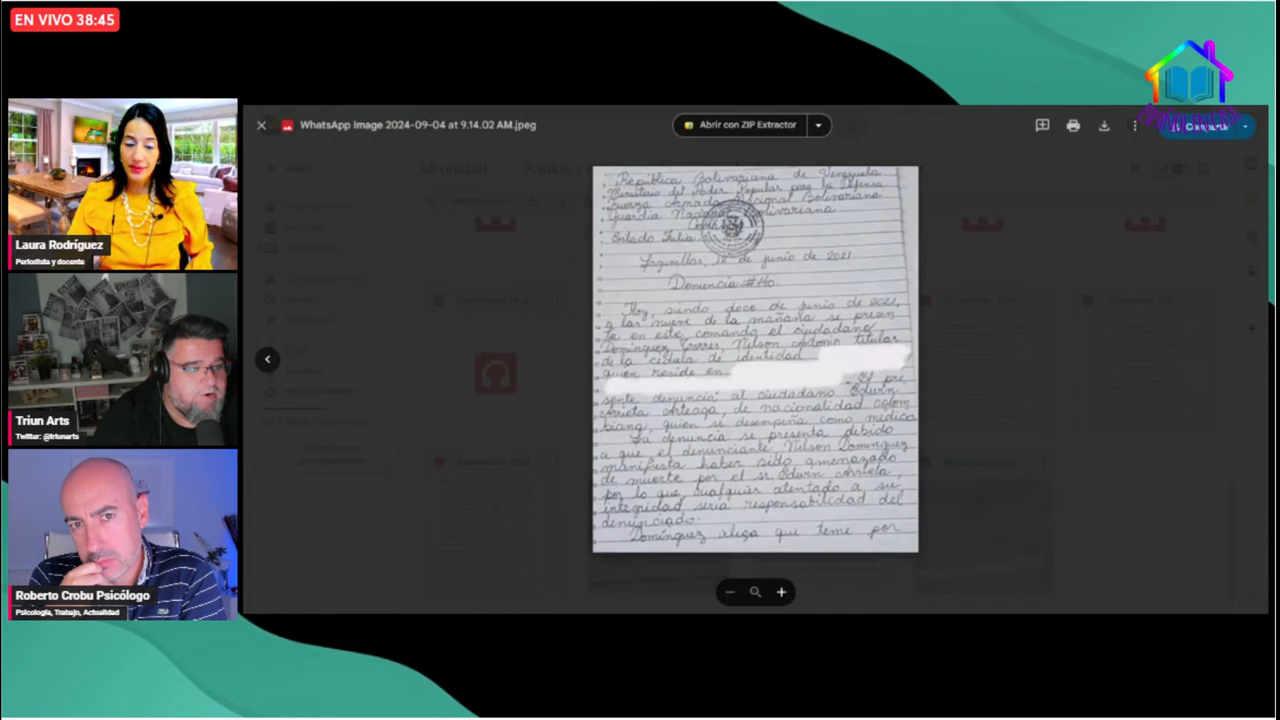 EN VIVO 38:45
WhatsApp Image 2024-09-04 at 9.14.02 AM.jpeg
Abrir con ZIP Extractor
Compartir
Mi unidad
Laura Rodríguez
Periodista y docente
Triun Arts
Twitter: @triunarts
Roberto Crobu Psicólogo
Psicología, Trabajo, Actualidad
República Bolivariana de Venezuela
Ministerio del Poder Popular para la Defensa
Fuerza Armada Nacional Bolivariana
Guardia Nacional Bolivariana
Estado Zulia
Lagunillas, 12 de junio de 2021
Denuncia #140
Hoy, siendo doce de junio de 2021,
a las nueve de la mañana se presen
ta en este comando el ciudadano
Domínguez Torres, Nelson titular
de la cédula de identidad
quien reside en
El pre
sente denuncia al ciudadano Edwin
Arrieta Arteaga, de nacionalidad colom
biana, quien se desempeña como médico
La denuncia se presenta debido
a que el denunciante Nelson Domínguez
manifiesta haber sido amenazado
de muerte por el sr. Edwin Arrieta,
por lo que, cualquier atentado a su
integridad, sería responsabilidad del
denunciado.
Domínguez alega que teme por